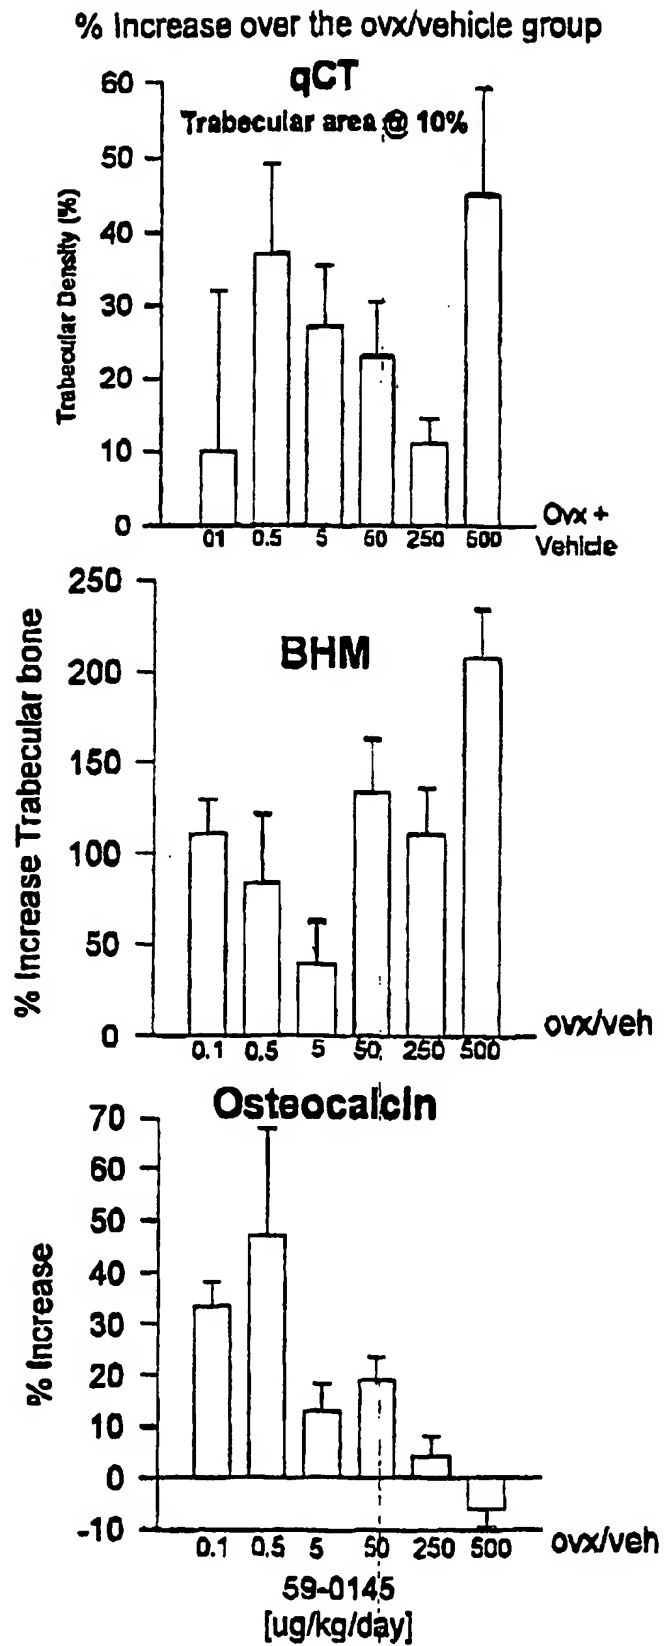 % Increase over the ovx/vehicle group
qCT
Trabecular area @ 10%
Trabecular Density (%)
60
50
40
30
20
10
0
01 0.5 5 50 250 500
Ovx +
Vehicle
BHM
% Increase Trabecular bone
250
200
150
100
50
0
0.1 0.5 5 50 250 500
ovx/veh
Osteocalcin
% Increase
70
60
50
40
30
20
10
0
-10
0.1 0.5 5 50 250 500
ovx/veh
59-0145
[ug/kg/day]